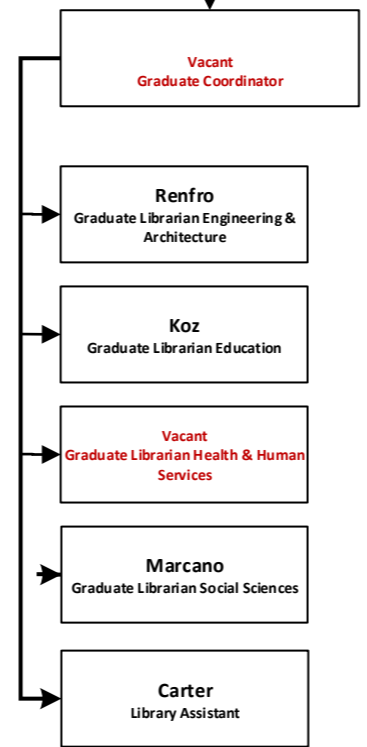 Vacant
Graduate Coordinator
Renfro
Graduate Librarian Engineering &
Architecture
Koz
Graduate Librarian Education
Vacant
Graduate Librarian Health & Human
Services
Marcano
Graduate Librarian Social Sciences
Carter
Library Assistant